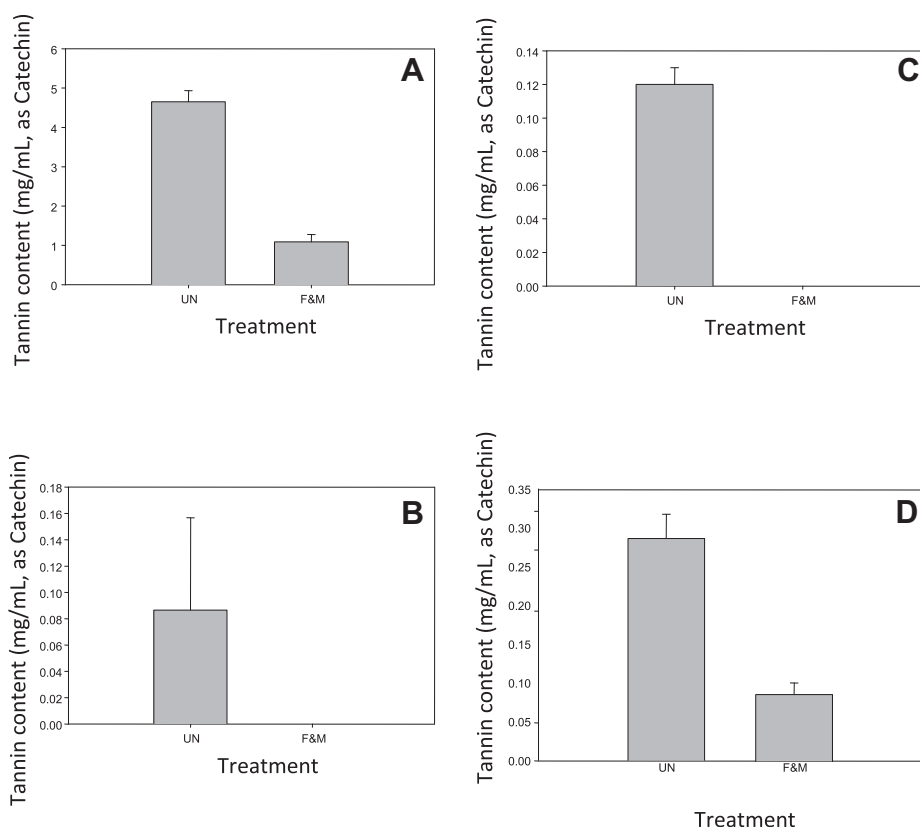 Tannin content (mg/mL, as Catechin)
6
5
4
3
2
1
0
A
UN
F&M
Treatment
Tannin content (mg/mL, as Catechin)
0.14
0.12
0.10
0.08
0.06
0.04
0.02
0.00
C
UN
F&M
Treatment
Tannin content (mg/mL, as Catechin)
0.18
0.16
0.14
0.12
0.10
0.08
0.06
0.04
0.02
0.00
B
UN
F&M
Treatment
Tannin content (mg/mL, as Catechin)
0.35
0.30
0.25
0.20
0.15
0.10
0.05
0.00
D
UN
F&M
Treatment